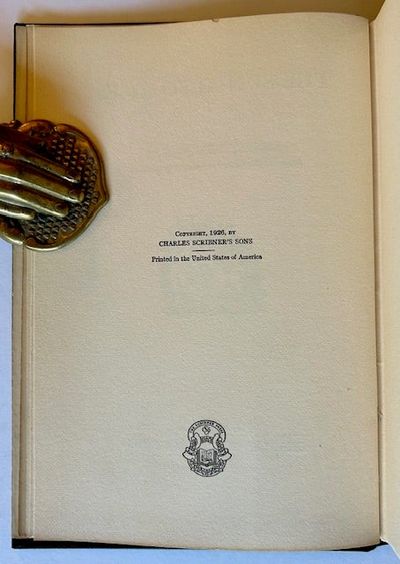 COPYRIGHT, 1926, BY
CHARLES SCRIBNER'S SONS
Printed in the United States of America